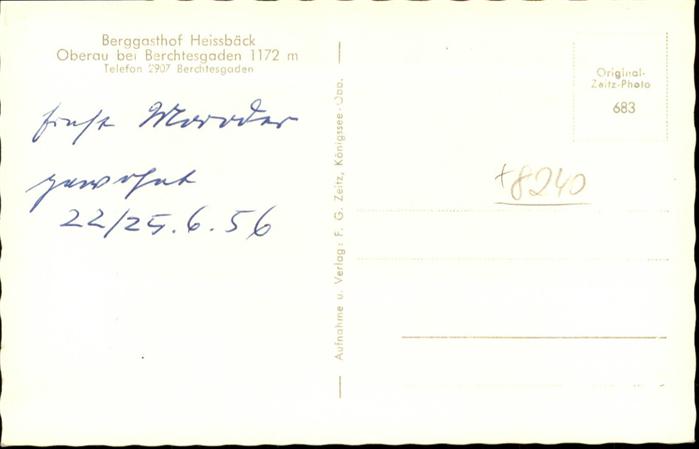 Berggasthof Heissbäck
Oberau bei Berchtesgaden 1172 m
Telefon 2907 Berchtesgaden
gewohnt
22/25.6.56
Aufnahme u. Verlag: F. G. Zeitz, Königssee-Obb.
Original-
Zeitz-Photo
683
+8240